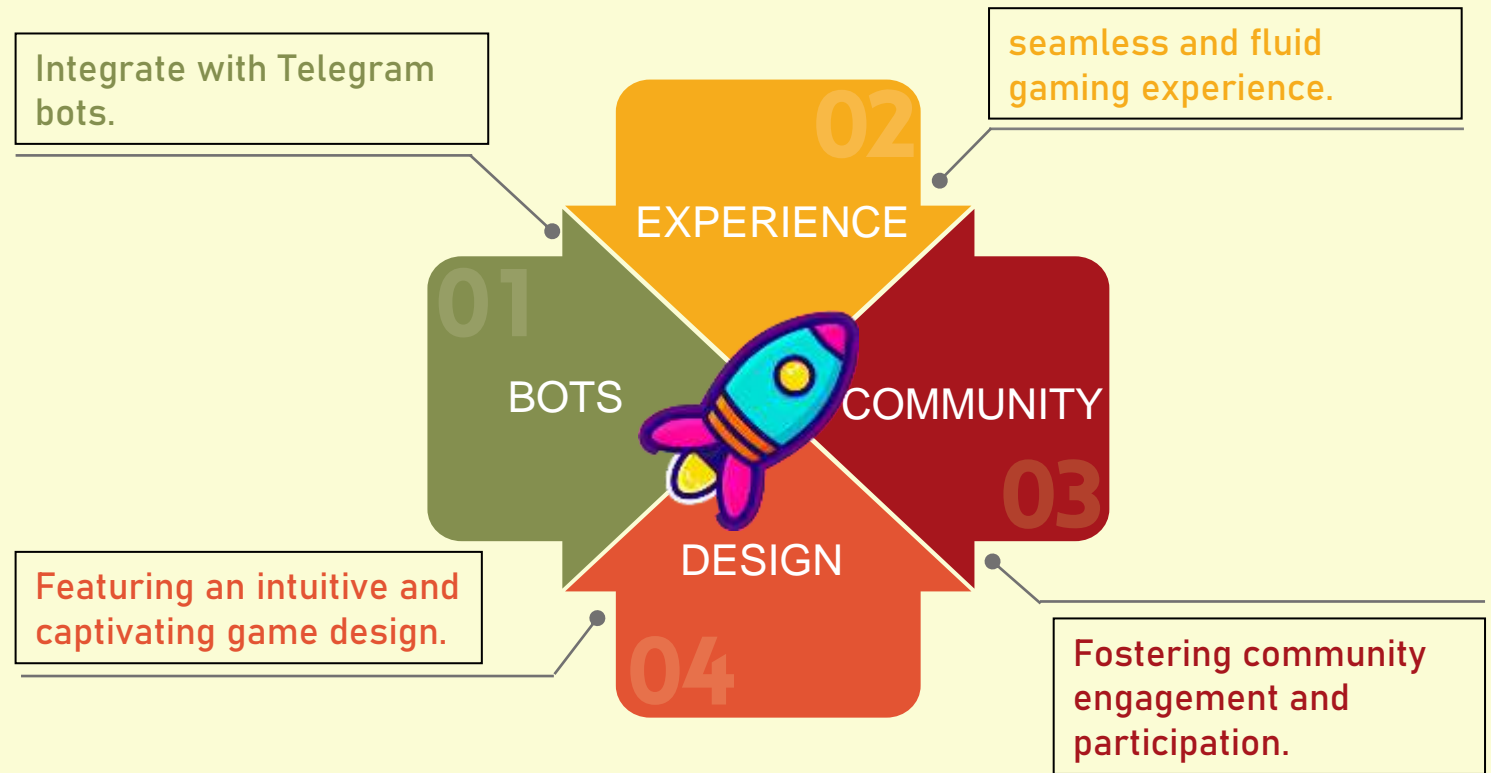 Integrate with Telegram
bots.
seamless and fluid
gaming experience.
02
EXPERIENCE
01
BOTS
COMMUNITY
03
DESIGN
04
Featuring an intuitive and
captivating game design.
Fostering community
engagement and
participation.